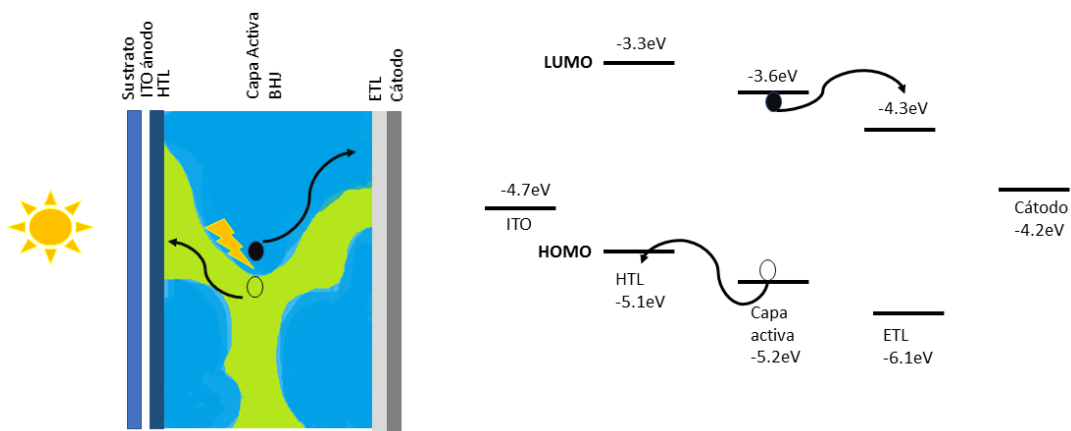 Sustrato
ITO ánodo
HTL
Capa Activa
BHJ
ETL
Cátodo
-3.3eV
LUMO
-3.6eV
-4.3eV
-4.7eV
ITO
HOMO
HTL
-5.1eV
Capa
activa
-5.2eV
ETL
-6.1eV
Cátodo
-4.2eV